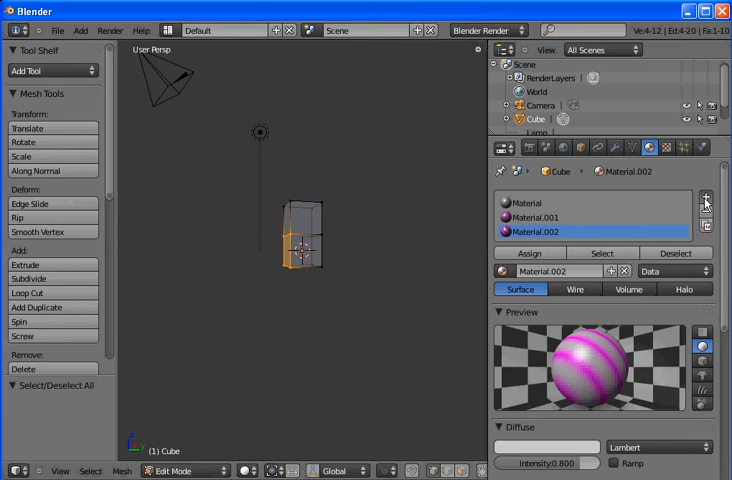 Blender
File Add Render Help Default Scene Blender Render Ve:4-12 | Ed:4-20 | Fa:1-10
Tool Shelf
Add Tool
Mesh Tools
Transform:
Translate
Rotate
Scale
Along Normal
Deform:
Edge Slide
Rip
Smooth Vertex
Add:
Extrude
Subdivide
Loop Cut
Add Duplicate
Spin
Screw
Remove:
Delete
Select/Deselect All
User Persp
z
y
(1) Cube
View Select Mesh Edit Mode Global
View All Scenes
Scene
RenderLayers
World
Camera
Cube
Lamp
Cube Material.002
Material
Material.001
Material.002
Assign Select Deselect
Material.002 Data
Surface Wire Volume Halo
Preview
Diffuse
Lambert
Intensity:0.800 Ramp